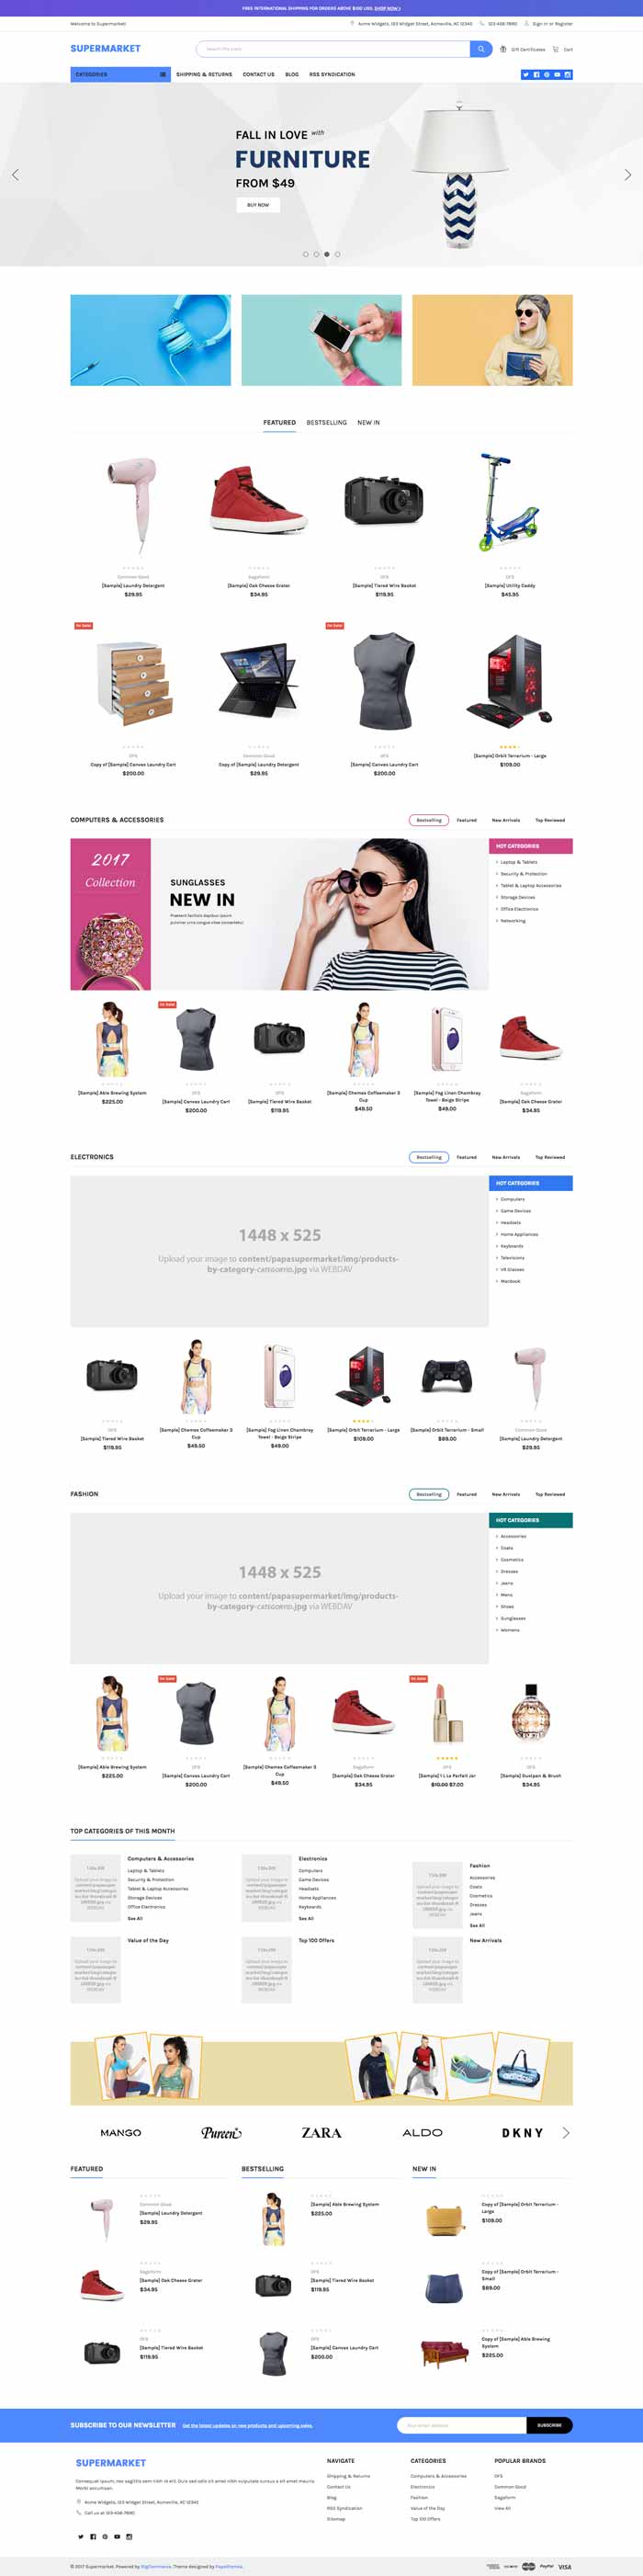 FREE INTERNATIONAL SHIPPING FOR ORDERS ABOVE $100 USD. SHOP NOW >
Welcome to Supermarket
Acme Widgets, 123 Widget Street, Acmeville, AC 12345
123-456-7890
Sign in or Register
SUPERMARKET
Search the store
Gift Certificates
Cart
CATEGORIES
SHIPPING & RETURNS
CONTACT US
BLOG
RSS SYNDICATION
FALL IN LOVE with
FURNITURE
FROM $49
BUY NOW
FEATURED
BESTSELLING
NEW IN
Common Good
[Sample] Laundry Detergent
$29.95
Sagaform
[Sample] Oak Cheese Grater
$34.95
OFS
[Sample] Tiered Wire Basket
$119.95
OFS
[Sample] Utility Caddy
$45.95
On Sale
OFS
Copy of [Sample] Canvas Laundry Cart
$200.00
Common Good
Copy of [Sample] Laundry Detergent
$29.95
On Sale
OFS
[Sample] Canvas Laundry Cart
$200.00
[Sample] Orbit Terrarium - Large
$109.00
COMPUTERS & ACCESSORIES
Bestselling
Featured
New Arrivals
Top Reviewed
2017
Collection
SUNGLASSES
NEW IN
Praesent facilisis dapibus ipsum
pulvinar urna congue vitae consectetur.
HOT CATEGORIES
Laptop & Tablets
Security & Protection
Tablet & Laptop Accessories
Storage Devices
Office Electronics
Networking
[Sample] Able Brewing System
$225.00
On Sale
OFS
[Sample] Canvas Laundry Cart
$200.00
OFS
[Sample] Tiered Wire Basket
$119.95
[Sample] Chemex Coffeemaker 3
Cup
$49.50
[Sample] Fog Linen Chambray
Towel - Beige Stripe
$49.00
Sagaform
[Sample] Oak Cheese Grater
$34.95
ELECTRONICS
Bestselling
Featured
New Arrivals
Top Reviewed
1448 x 525
Upload your image to content/papasupermarket/img/products-
by-category-CATEGORYID.jpg via WEBDAV
HOT CATEGORIES
Computers
Game Devices
Headsets
Home Appliances
Keyboards
Televisions
VR Glasses
Macbook
OFS
[Sample] Tiered Wire Basket
$119.95
[Sample] Chemex Coffeemaker 3
Cup
$49.50
[Sample] Fog Linen Chambray
Towel - Beige Stripe
$49.00
[Sample] Orbit Terrarium - Large
$109.00
[Sample] Orbit Terrarium - Small
$89.00
Common Good
[Sample] Laundry Detergent
$29.95
FASHION
Bestselling
Featured
New Arrivals
Top Reviewed
1448 x 525
Upload your image to content/papasupermarket/img/products-
by-category-CATEGORYID.jpg via WEBDAV
HOT CATEGORIES
Accessories
Coats
Cosmetics
Dresses
Jeans
Mens
Shoes
Sunglasses
Womens
[Sample] Able Brewing System
$225.00
On Sale
OFS
[Sample] Canvas Laundry Cart
$200.00
[Sample] Chemex Coffeemaker 3
Cup
$49.50
Sagaform
[Sample] Oak Cheese Grater
$34.95
On Sale
OFS
[Sample] 1 L Le Parfait Jar
$10.00 $7.00
OFS
[Sample] Dustpan & Brush
$34.95
TOP CATEGORIES OF THIS MONTH
Computers & Accessories
Laptop & Tablets
Security & Protection
Tablet & Laptop Accessories
Storage Devices
Office Electronics
See All
Electronics
Computers
Game Devices
Headsets
Home Appliances
Keyboards
See All
Fashion
Accessories
Coats
Cosmetics
Dresses
Jeans
See All
Value of the Day
Top 100 Offers
New Arrivals
MANGO
Pureen
ZARA
ALDO
DKNY
FEATURED
Common Good
[Sample] Laundry Detergent
$29.95
Sagaform
[Sample] Oak Cheese Grater
$34.95
OFS
[Sample] Tiered Wire Basket
$119.95
BESTSELLING
[Sample] Able Brewing System
$225.00
OFS
[Sample] Tiered Wire Basket
$119.95
OFS
[Sample] Canvas Laundry Cart
$200.00
NEW IN
Copy of [Sample] Orbit Terrarium -
Large
$109.00
Copy of [Sample] Orbit Terrarium -
Small
$89.00
Copy of [Sample] Able Brewing
System
$225.00
SUBSCRIBE TO OUR NEWSLETTER
Get the latest updates on new products and upcoming sales.
Your email address
SUBSCRIBE
SUPERMARKET
Acme Widgets, 123 Widget Street, Acmeville, AC 12345
Call us at 123-456-7890
NAVIGATE
Shipping & Returns
Contact Us
Blog
RSS Syndication
Sitemap
CATEGORIES
Computers & Accessories
Electronics
Fashion
Value of the Day
Top 100 Offers
POPULAR BRANDS
OFS
Common Good
Sagaform
View All
© 2017 Supermarket. Powered by BigCommerce. Theme designed by Papathemes.
PayPal
VISA